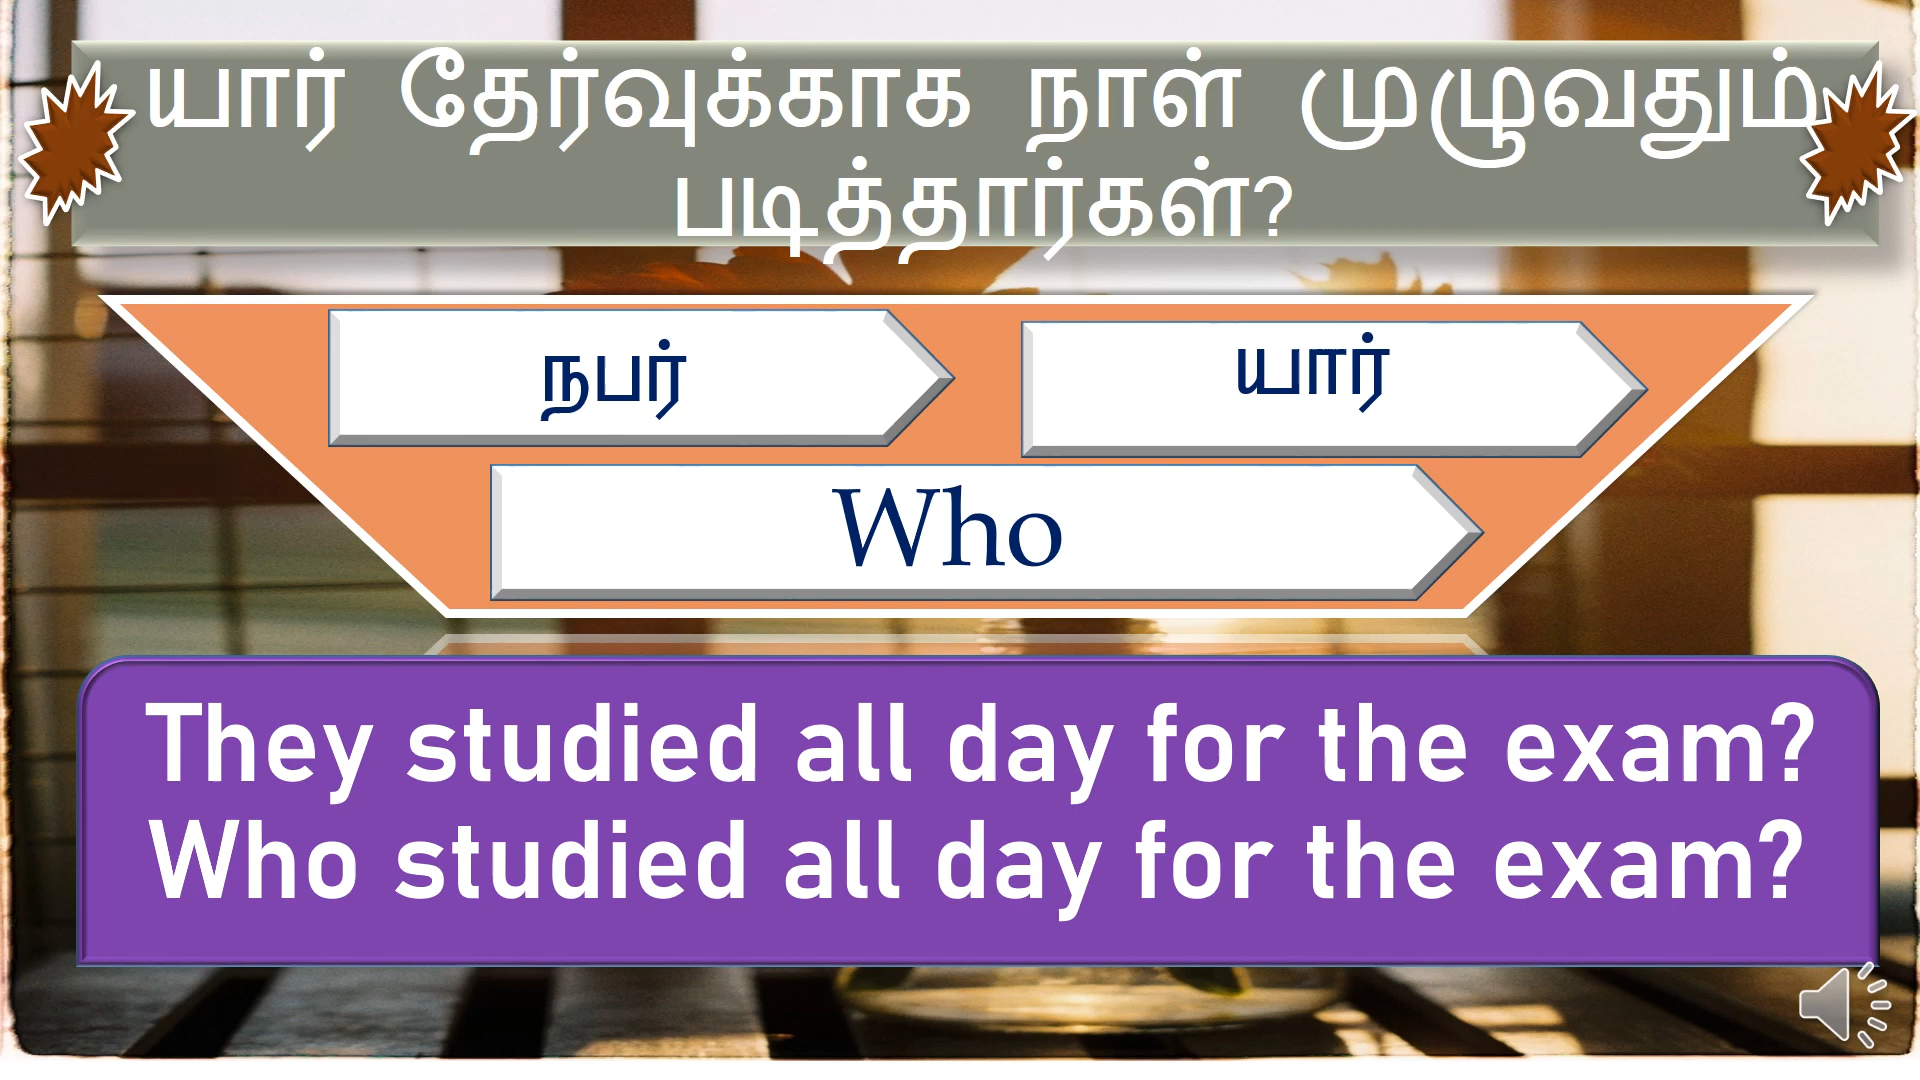 யார் தேர்வுக்காக நாள் முழுவதும்
படித்தார்கள்?
நபர்
யார்
Who
They studied all day for the exam?
Who studied all day for the exam?